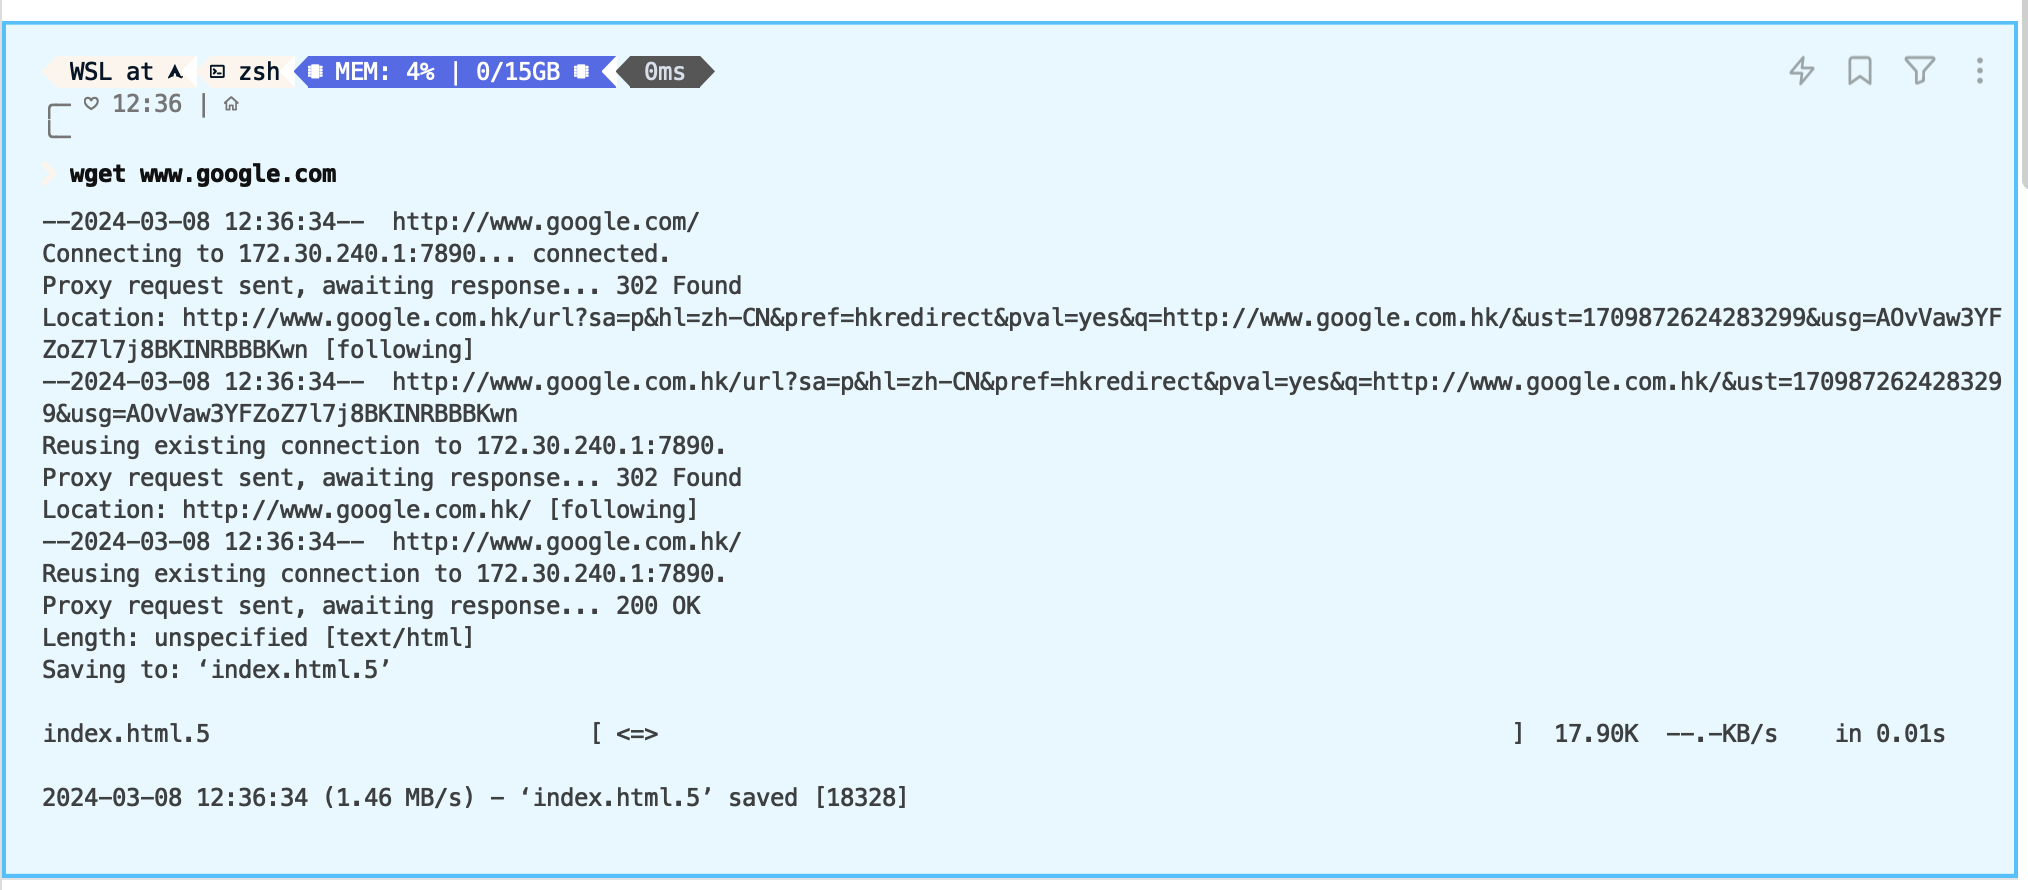 WSL at zsh MEM: 4% | 0/15GB 0ms
12:36 |
wget www.google.com
--2024-03-08 12:36:34-- http://www.google.com/
Connecting to 172.30.240.1:7890... connected.
Proxy request sent, awaiting response... 302 Found
Location: http://www.google.com.hk/url?sa=p&hl=zh-CN&pref=hkredirect&pval=yes&q=http://www.google.com.hk/&ust=1709872624283299&usg=AOvVaw3YF
ZoZ7l7j8BKINRBBBKwn [following]
--2024-03-08 12:36:34-- http://www.google.com.hk/url?sa=p&hl=zh-CN&pref=hkredirect&pval=yes&q=http://www.google.com.hk/&ust=170987262428329
9&usg=AOvVaw3YFZoZ7l7j8BKINRBBBKwn
Reusing existing connection to 172.30.240.1:7890.
Proxy request sent, awaiting response... 302 Found
Location: http://www.google.com.hk/ [following]
--2024-03-08 12:36:34-- http://www.google.com.hk/
Reusing existing connection to 172.30.240.1:7890.
Proxy request sent, awaiting response... 200 OK
Length: unspecified [text/html]
Saving to: ‘index.html.5’
index.html.5 [ <=> ] 17.90K --.-KB/s in 0.01s
2024-03-08 12:36:34 (1.46 MB/s) - ‘index.html.5’ saved [18328]